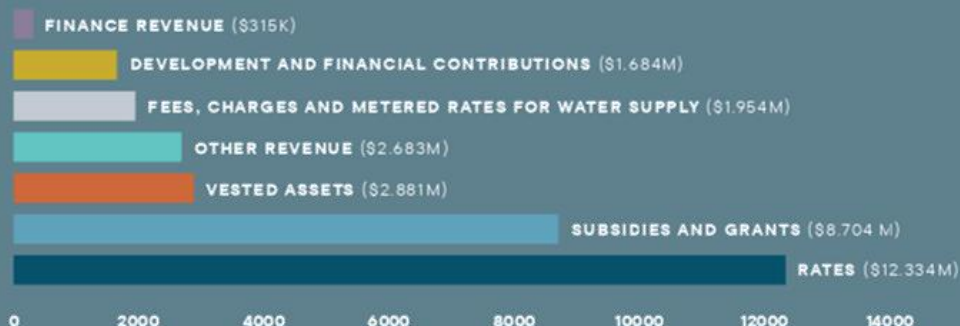 FINANCE REVENUE ($315K)
DEVELOPMENT AND FINANCIAL CONTRIBUTIONS ($1.684M)
FEES, CHARGES AND METERED RATES FOR WATER SUPPLY ($1.954M)
OTHER REVENUE ($2.683M)
VESTED ASSETS ($2.881M)
SUBSIDIES AND GRANTS ($8.704 M)
RATES ($12.334M)
0 2000 4000 6000 8000 10000 12000 14000